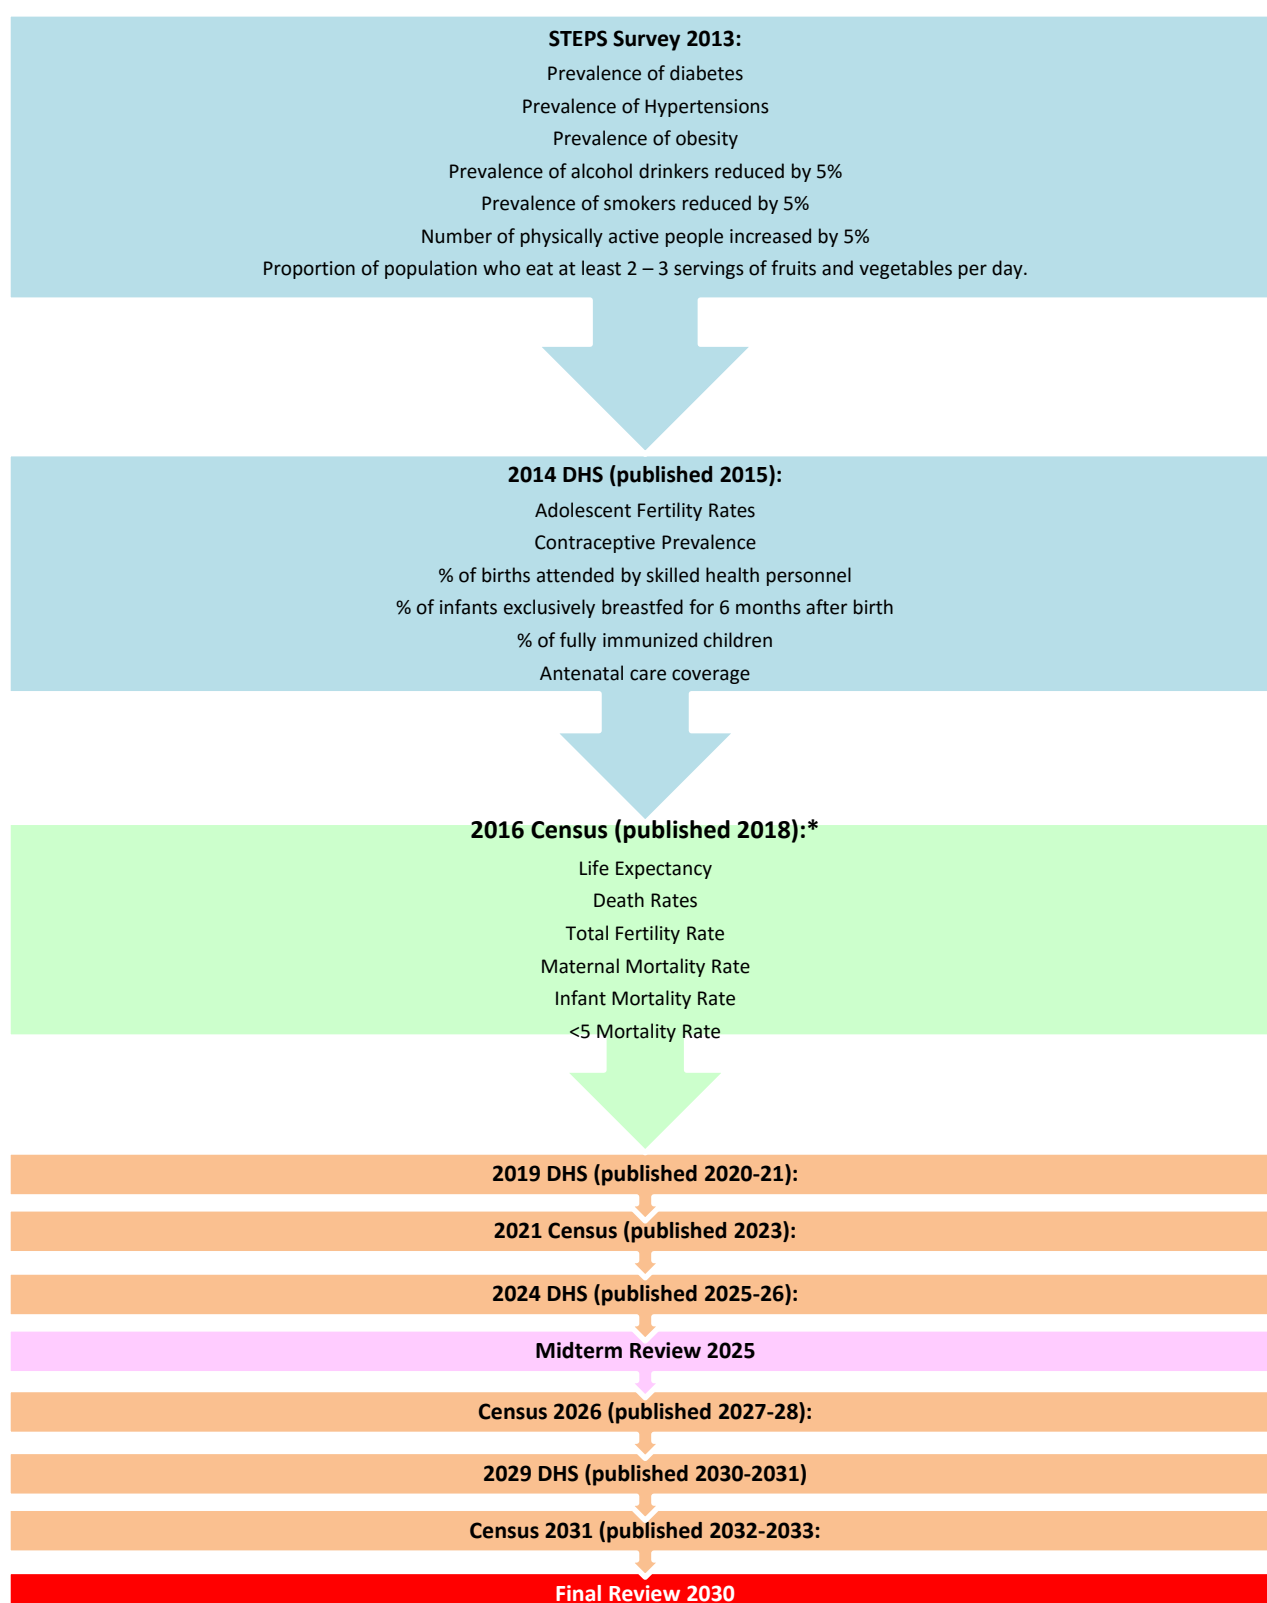 STEPS Survey 2013:
Prevalence of diabetes
Prevalence of Hypertensions
Prevalence of obesity
Prevalence of alcohol drinkers reduced by 5%
Prevalence of smokers reduced by 5%
Number of physically active people increased by 5%
Proportion of population who eat at least 2 – 3 servings of fruits and vegetables per day.
2014 DHS (published 2015):
Adolescent Fertility Rates
Contraceptive Prevalence
% of births attended by skilled health personnel
% of infants exclusively breastfed for 6 months after birth
% of fully immunized children
Antenatal care coverage
2016 Census (published 2018):*
Life Expectancy
Death Rates
Total Fertility Rate
Maternal Mortality Rate
Infant Mortality Rate
<5 Mortality Rate
2019 DHS (published 2020-21):
2021 Census (published 2023):
2024 DHS (published 2025-26):
Midterm Review 2025
Census 2026 (published 2027-28):
2029 DHS (published 2030-2031)
Census 2031 (published 2032-2033:
Final Review 2030